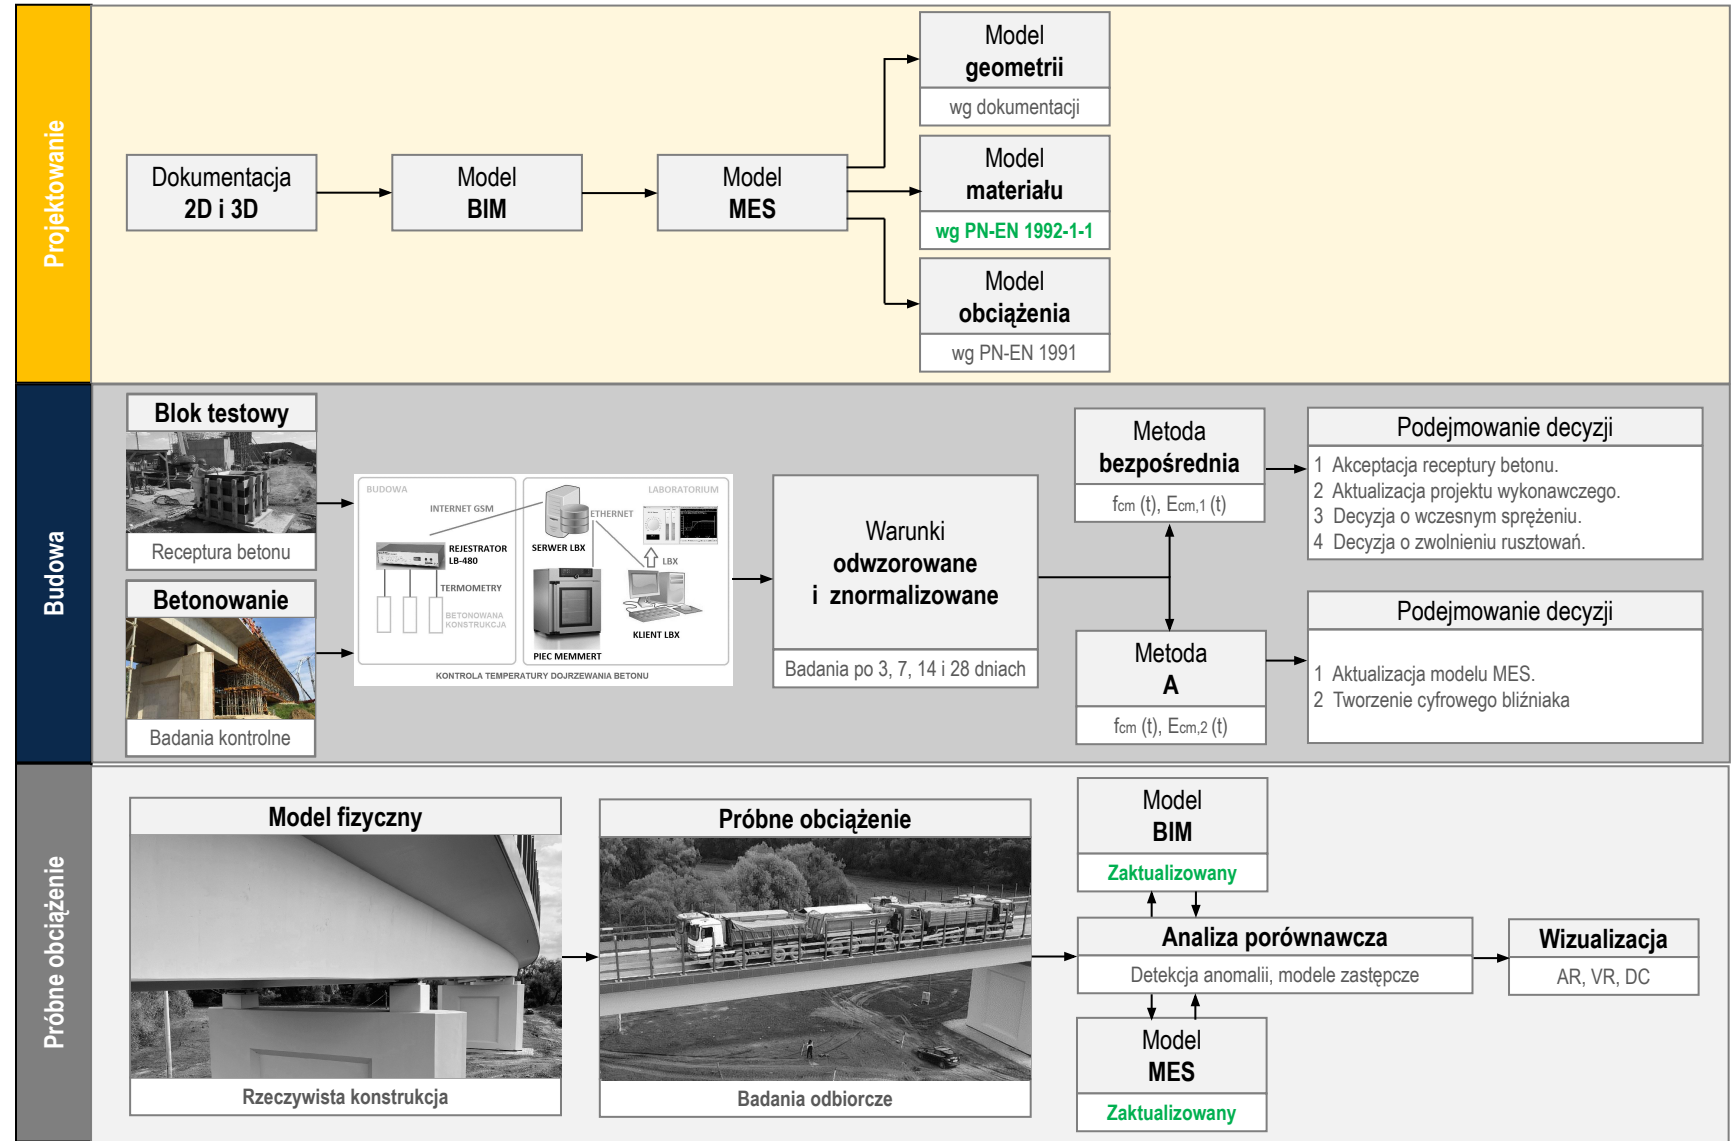 Projektowanie
Dokumentacja
2D i 3D
Model
BIM
Model
MES
Model
geometrii
wg dokumentacji
Model
materiału
wg PN-EN 1992-1-1
Model
obciążenia
wg PN-EN 1991
Budowa
Blok testowy
Receptura betonu
Betonowanie
Badania kontrolne
BUDOWA
INTERNET GSM
REJESTRATOR
LB-480
TERMOMETRY
BETONOWANA
KONSTRUKCJA
LABORATORIUM
ETHERNET
SERWER LBX
LBX
KLIENT LBX
PIEC MEMMERT
KONTROLA TEMPERATURY DOJRZEWANIA BETONU
Warunki
odwzorowane
i znormalizowane
Badania po 3, 7, 14 i 28 dniach
Metoda
bezpośrednia
fcm (t), Ecm,1 (t)
Podejmowanie decyzji
1 Akceptacja receptury betonu.
2 Aktualizacja projektu wykonawczego.
3 Decyzja o wczesnym sprężeniu.
4 Decyzja o zwolnieniu rusztowań.
Metoda
A
fcm (t), Ecm,2 (t)
Podejmowanie decyzji
1 Aktualizacja modelu MES.
2 Tworzenie cyfrowego bliźniaka
Próbne obciążenie
Model fizyczny
Rzeczywista konstrukcja
Próbne obciążenie
Badania odbiorcze
Model
BIM
Zaktualizowany
Analiza porównawcza
Detekcja anomalii, modele zastępcze
Model
MES
Zaktualizowany
Wizualizacja
AR, VR, DC